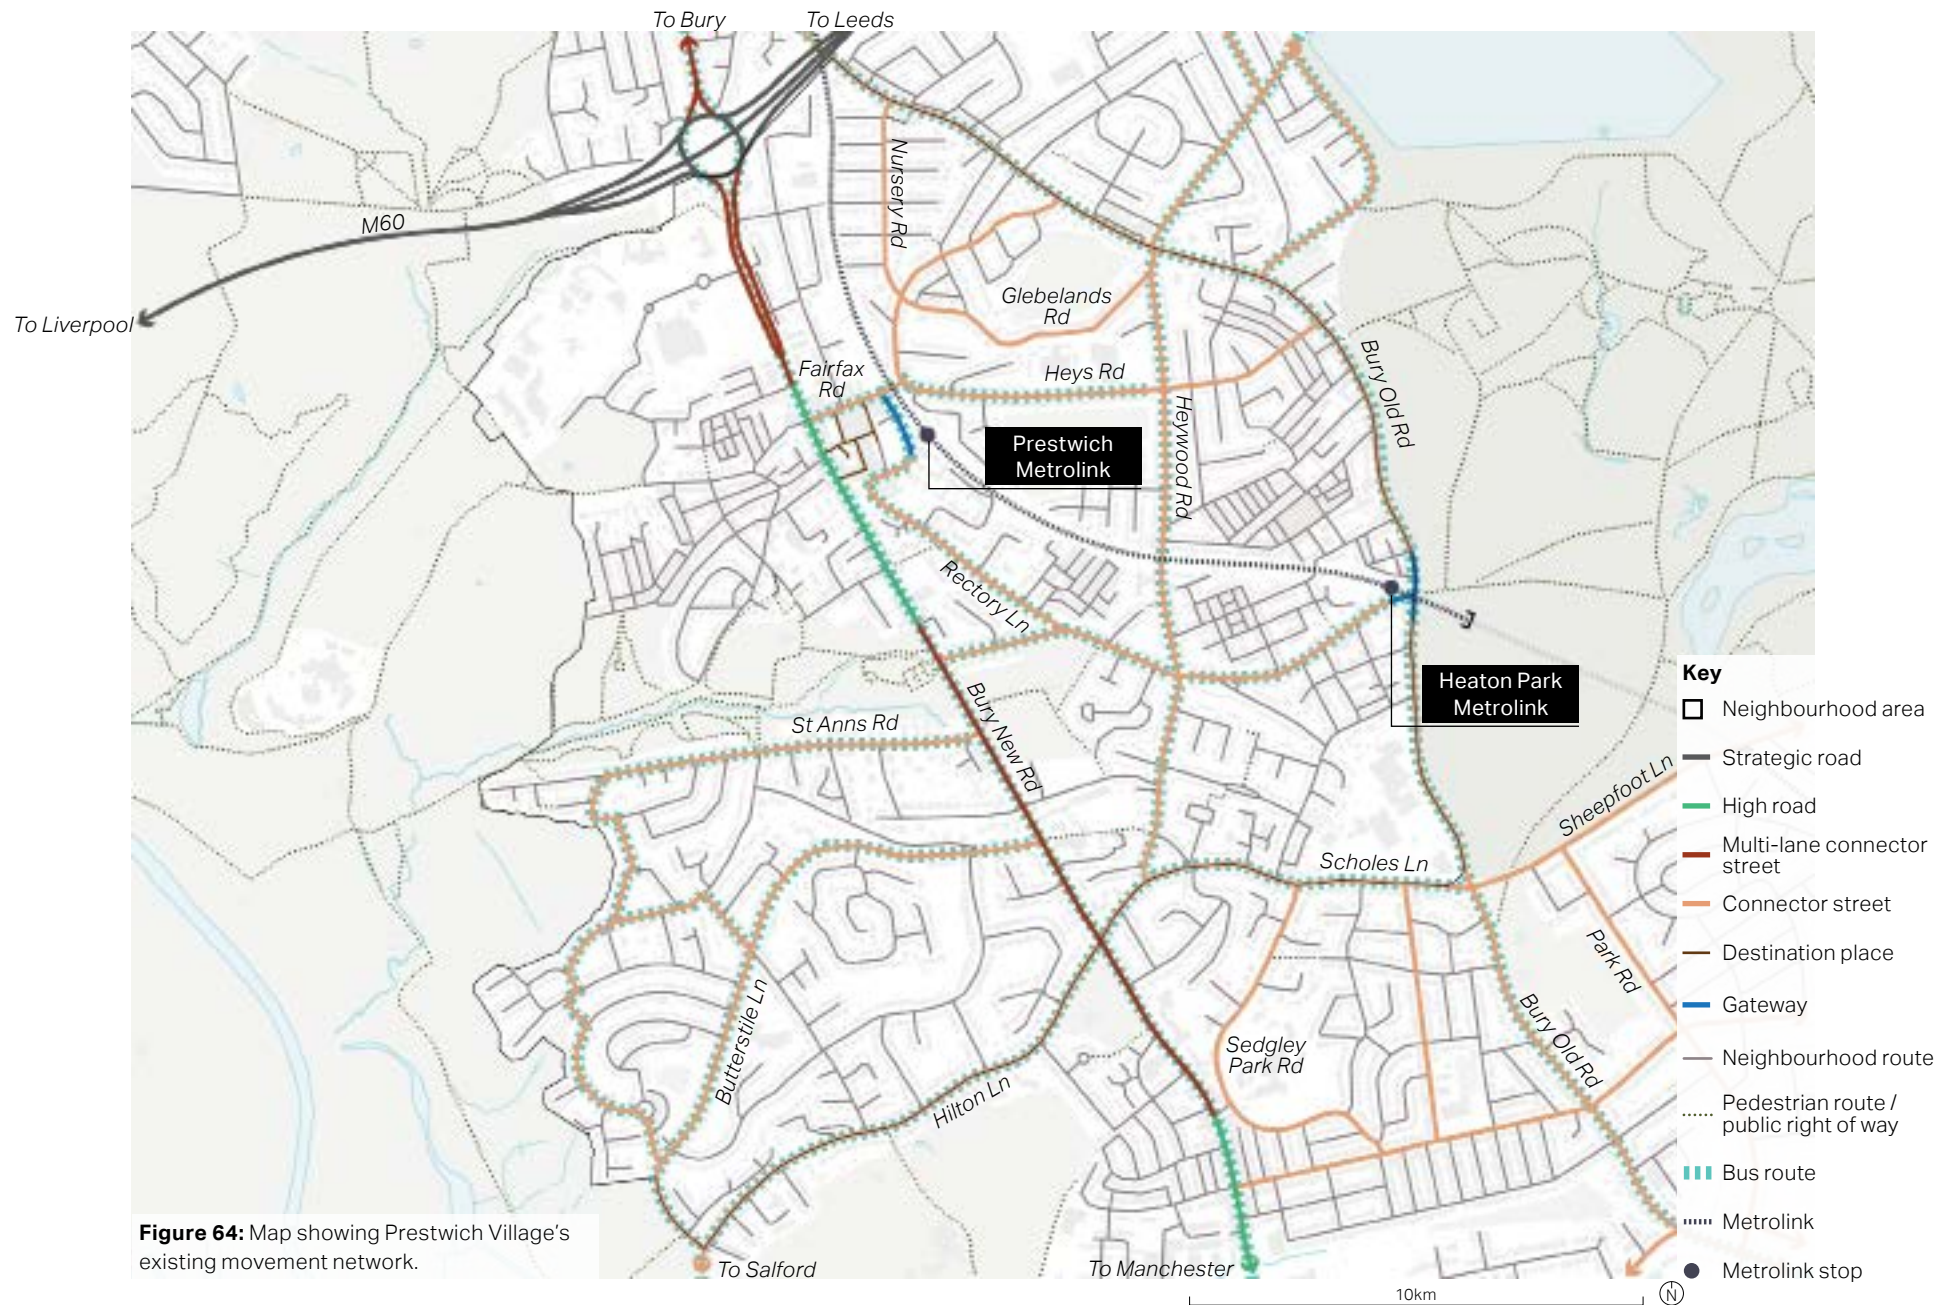 To Bury
To Leeds
M60
To Liverpool
Nursery Rd
Glebelands
Rd
Fairfax
Rd
Heys Rd
Bury Old Rd
Heywood Rd
Prestwich
Metrolink
Rectory Ln
Heaton Park
Metrolink
St Anns Rd
Bury New Rd
Sheepfoot Ln
Scholes Ln
Park Rd
Butterstile Ln
Sedgley
Park Rd
Bury Old Rd
Hilton Ln
To Salford
To Manchester
Key
Neighbourhood area
Strategic road
High road
Multi-lane connector
street
Connector street
Destination place
Gateway
Neighbourhood route
Pedestrian route /
public right of way
Bus route
Metrolink
Metrolink stop
10km
N
Figure 64: Map showing Prestwich Village's
existing movement network.